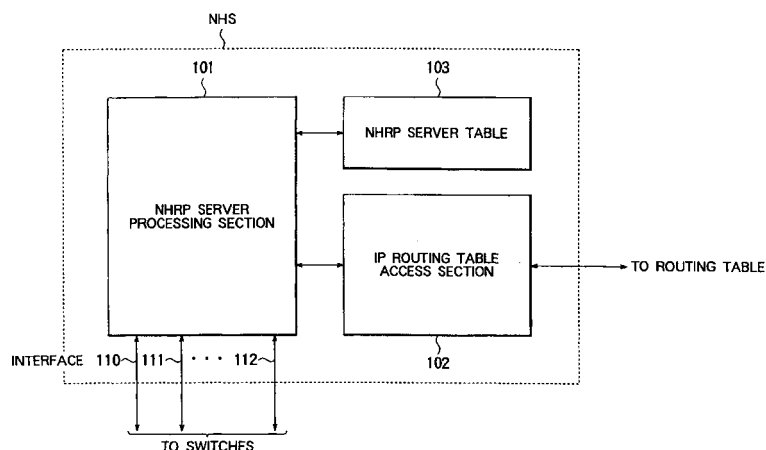 NHS
101
103
NHRP SERVER TABLE
NHRP SERVER
PROCESSING SECTION
IP ROUTING TABLE
ACCESS SECTION
TO ROUTING TABLE
INTERFACE 110 111 · · · 112
102
TO SWITCHES